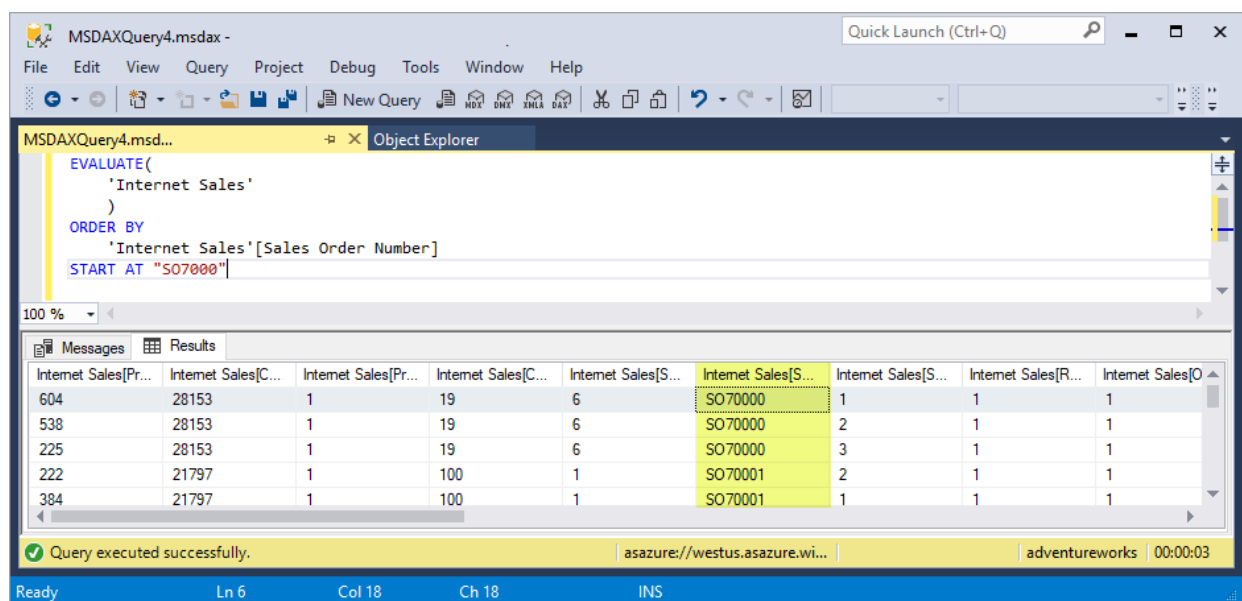 MSDAXQuery4.msdax -
Quick Launch (Ctrl+Q)
File Edit View Query Project Debug Tools Window Help
New Query MDX DMX XMLA DAX
MSDAXQuery4.msd... Object Explorer
EVALUATE(
'Internet Sales'
)
ORDER BY
'Internet Sales'[Sales Order Number]
START AT "SO7000"
100 %
Messages Results
Internet Sales[Pr... Internet Sales[C... Internet Sales[Pr... Internet Sales[C... Internet Sales[S... Internet Sales[S... Internet Sales[S... Internet Sales[R... Internet Sales[O
604 28153 1 19 6 SO70000 1 1 1
538 28153 1 19 6 SO70000 2 1 1
225 28153 1 19 6 SO70000 3 1 1
222 21797 1 100 1 SO70001 2 1 1
384 21797 1 100 1 SO70001 1 1 1
Query executed successfully. asazure://westus.asazure.wi... adventureworks 00:00:03
Ready Ln 6 Col 18 Ch 18 INS